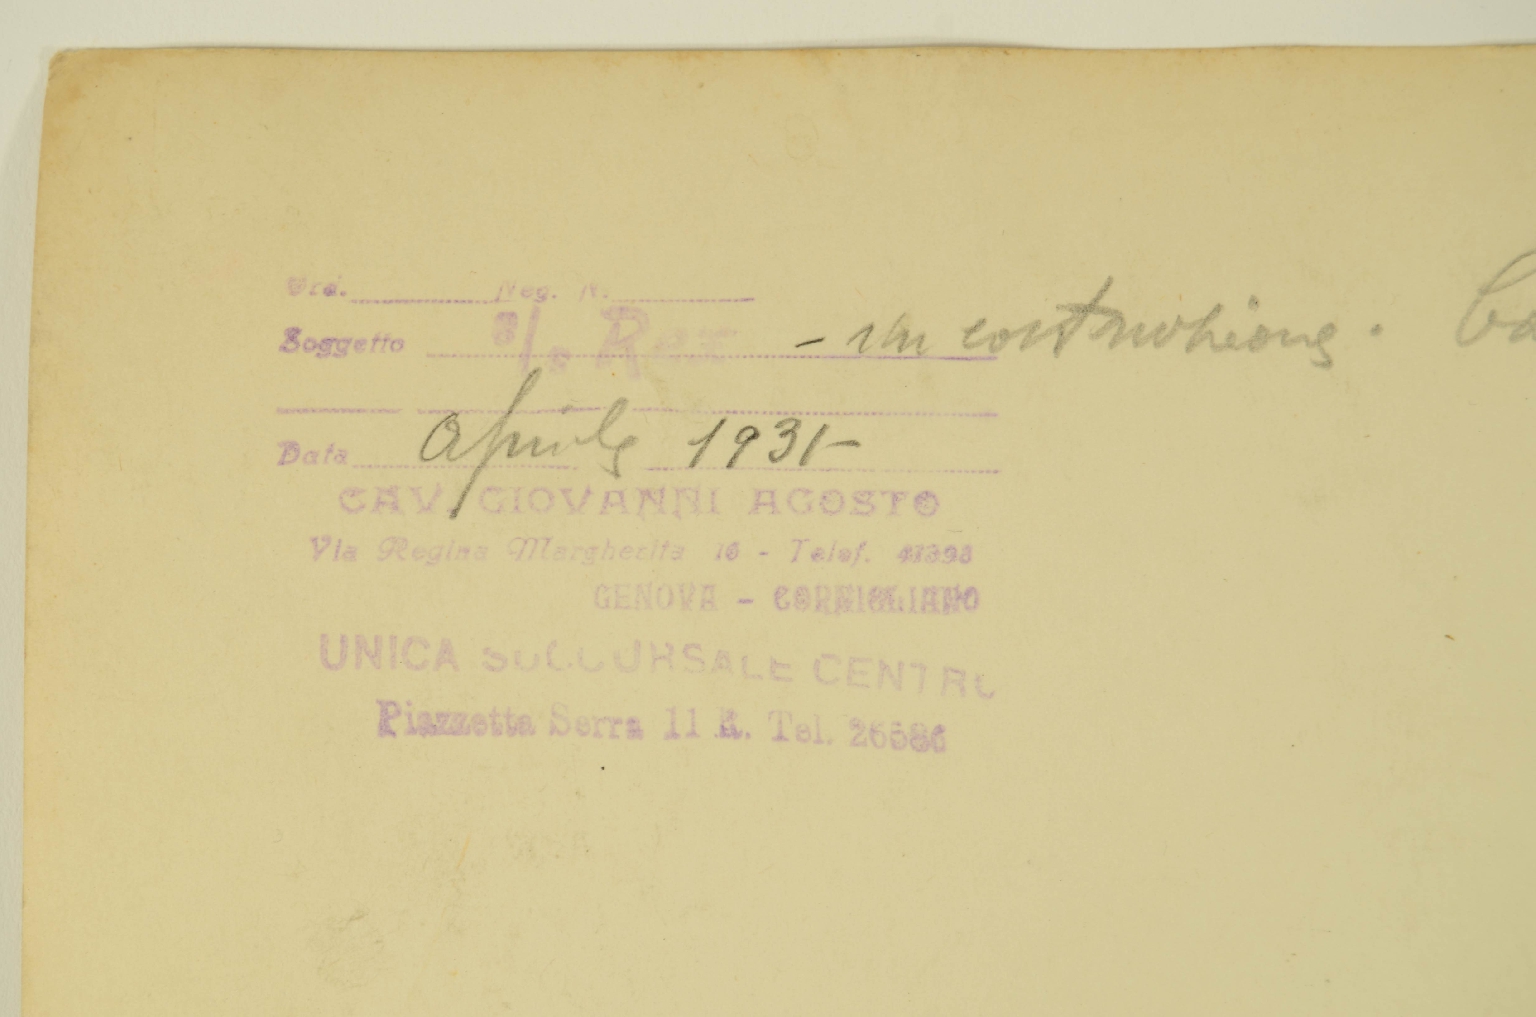 Ord. Neg. N.
Soggetto S/S Rex - in costruzione.
Data Aprile 1931-
CAV. GIOVANNI AGOSTO
Via Regina Margherita 16 - Telef. 41393
GENOVA - CORNIGLIANO
UNICA SUCCURSALE CENTRO
Piazzetta Serra 11 R. Tel. 26586